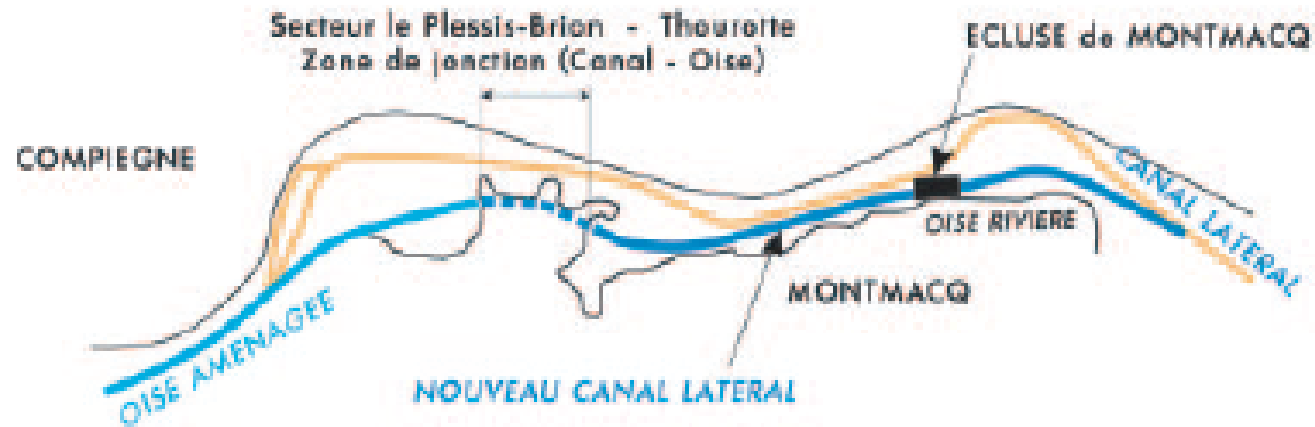 Secteur le Plessis-Brion - Thourotte
Zone de jonction (Canal - Oise)
ECLUSE de MONTMACQ
COMPIEGNE
CANAL LATERAL
OISE RIVIERE
MONTMACQ
OISE AMENAGEE
NOUVEAU CANAL LATERAL